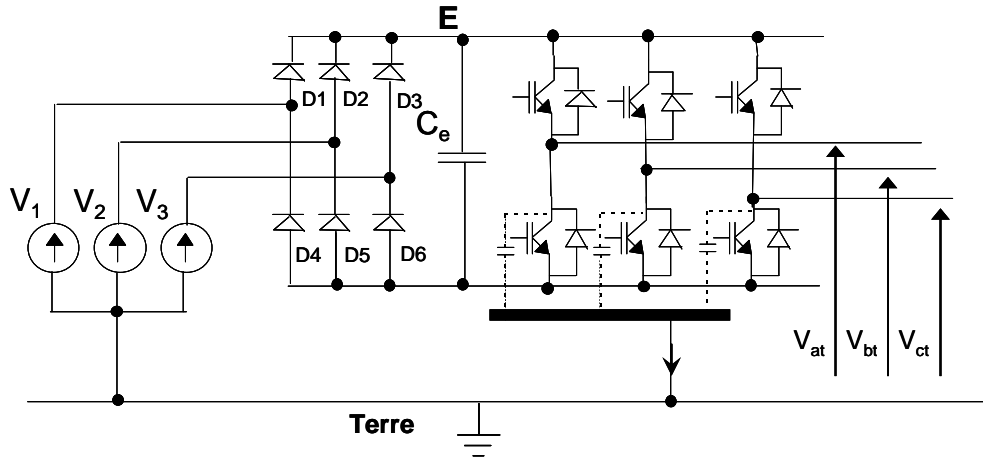 E
D1 D2 D3
Ce
V1 V2 V3
D4 D5 D6
Vat Vbt Vct
Terre